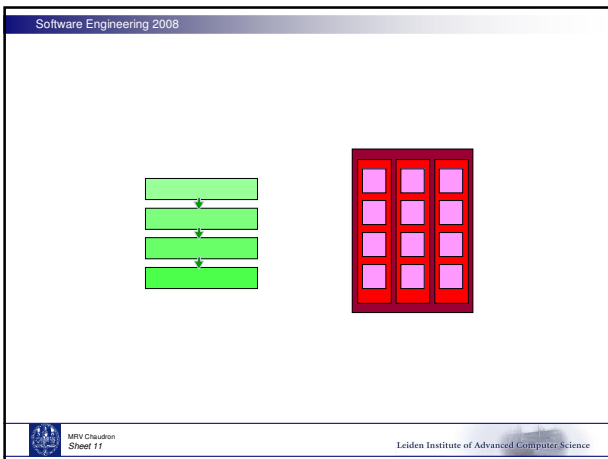 Software Engineering 2008
MRV Chaudron
Sheet 11
Leiden Institute of Advanced Computer Science